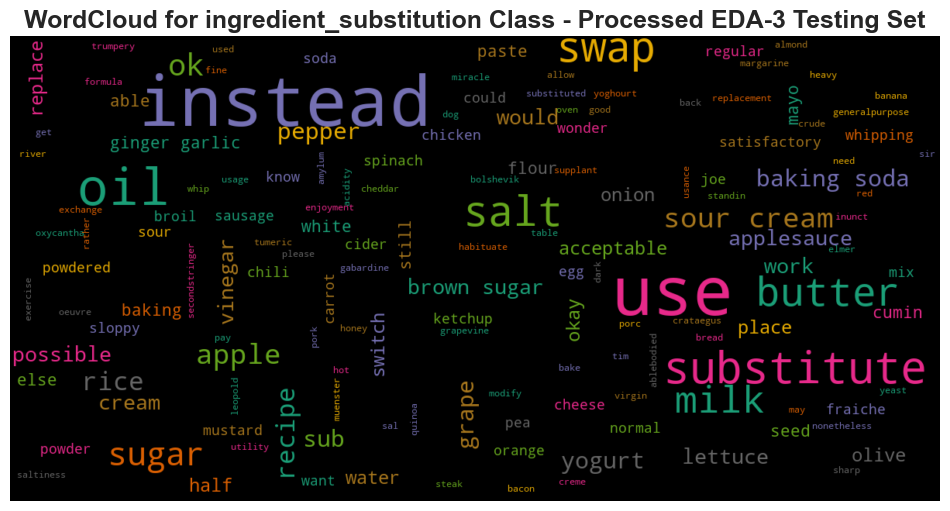 WordCloud for ingredient_substitution Class - Processed EDA-3 Testing Set
replace
trumpery
used
soda
paste
swap
regular
almond
margarine
ok
fine
formula
able
instead
miracle
substituted
allow
yoghourt
heavy
back
replacement
mayo
banana
generalpurpose
could
would
oven
good
dog
wonder
crude
get
ginger garlic
pepper
chicken
satisfactory
whipping
river
amylum
spinach
flour
supplant
need
sir
oil
whip
usage
know
acidity
cheddar
bolshevik
salt
onion
usance
joe
standin
baking soda
red
exchange
rather
broil
sausage
enjoyment
white
table
sour cream
inunct
oxycantha
sour
tumeric
please
cider
still
habituate
acceptable
applesauce
elmer
powdered
secondstringer
vinegar
chili
gabardine
carrot
egg
dark
work
mix
exercise
oeuvre
baking
honey
brown sugar
use
butter
sloppy
pay
pork
switch
ketchup
grapevine
okay
porc
crataegus
place
cumin
possible
apple
hot
bake
tim
ablebodied
bread
substitute
else
rice
leopold
muenster
modify
virgin
milk
yeast
cream
recipe
sal
quinoa
grape
cheese
may
fraiche
nonetheless
mustard
sub
pea
normal
seed
powder
sugar
utility
orange
yogurt
lettuce
olive
saltiness
half
want
water
steak
bacon
creme
sharp